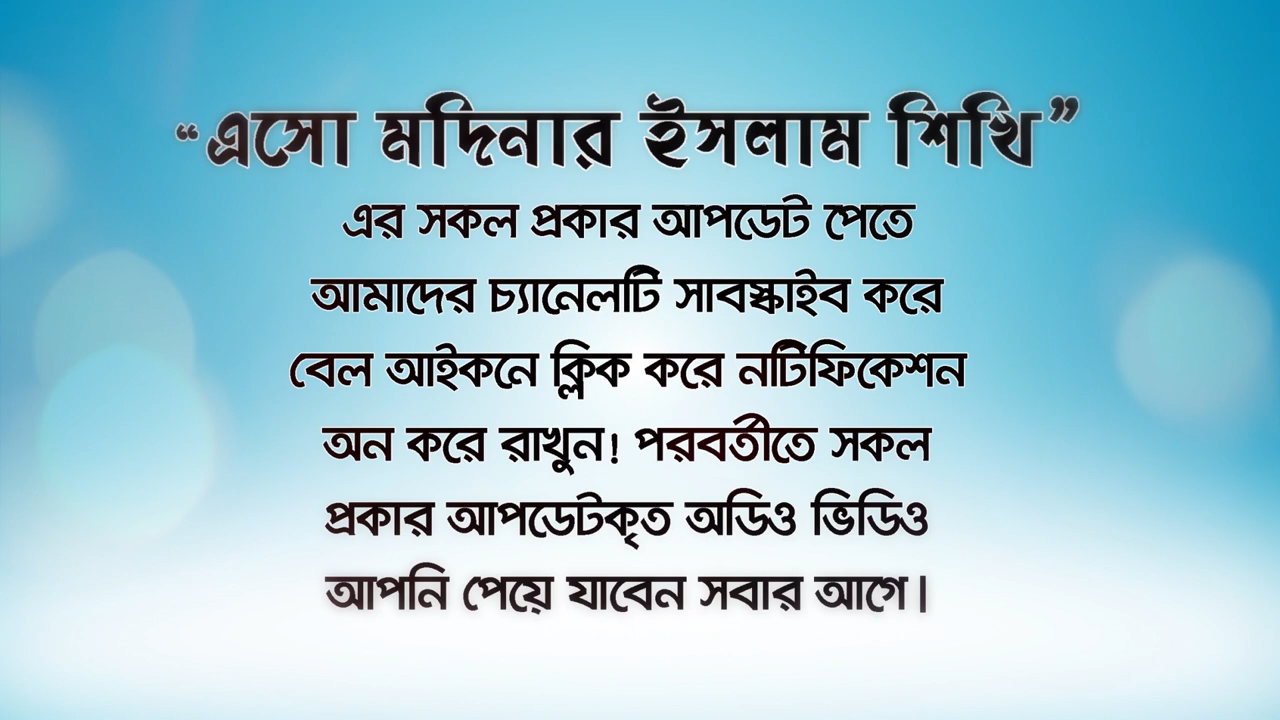 “এসো মদিনার ইসলাম শিখি”
এর সকল প্রকার আপডেট পেতে
আমাদের চ্যানেলটি সাবস্ক্রাইব করে
বেল আইকনে ক্লিক করে নটিফিকেশন
অন করে রাখুন! পরবর্তীতে সকল
প্রকার আপডেটকৃত অডিও ভিডিও
আপনি পেয়ে যাবেন সবার আগে।